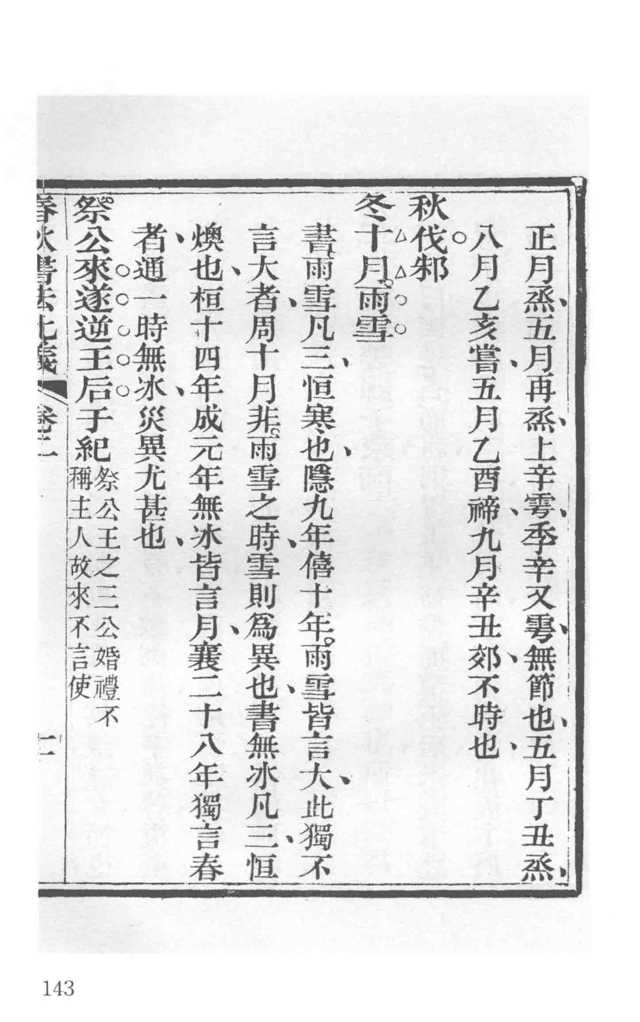 正月烝五月再烝上辛雩季辛又雩無節也五月丁丑烝
八月乙亥嘗五月乙酉禘九月辛丑郊不時也
秋伐邾
冬十月雨雪
書雨雪凡三恒寒也隱九年僖十年雨雪皆言大此獨不
言大者周十月非雨雪之時雪則爲異也書無冰凡三恒
燠也桓十四年成元年無冰皆言月襄二十八年獨言春
者通一時無冰災異尤甚也
祭公來遂逆王后于紀祭公王之三公婚禮不
稱主人故來不言使
春秋書法比義 卷二
143